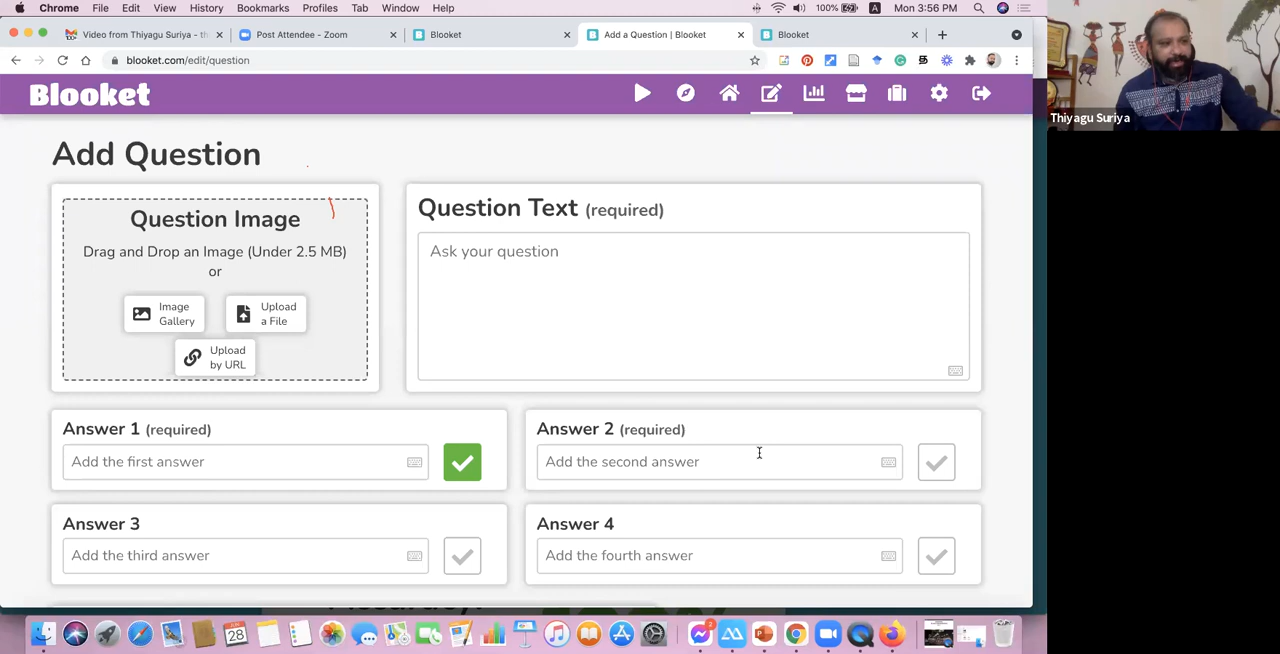 Chrome File Edit View History Bookmarks Profiles Tab Window Help 100% A Mon 3:56 PM
Video from Thiyagu Suriya - th Post Attendee - Zoom Blooket Add a Question | Blooket Blooket
blooket.com/edit/question
Thiyagu Suriya
Blooket
Add Question
Question Image
Drag and Drop an Image (Under 2.5 MB)
or
Image
Gallery
Upload
a File
Upload
by URL
Question Text (required)
Ask your question
Answer 1 (required)
Add the first answer
Answer 2 (required)
Add the second answer
Answer 3
Add the third answer
Answer 4
Add the fourth answer
JUN
28
2